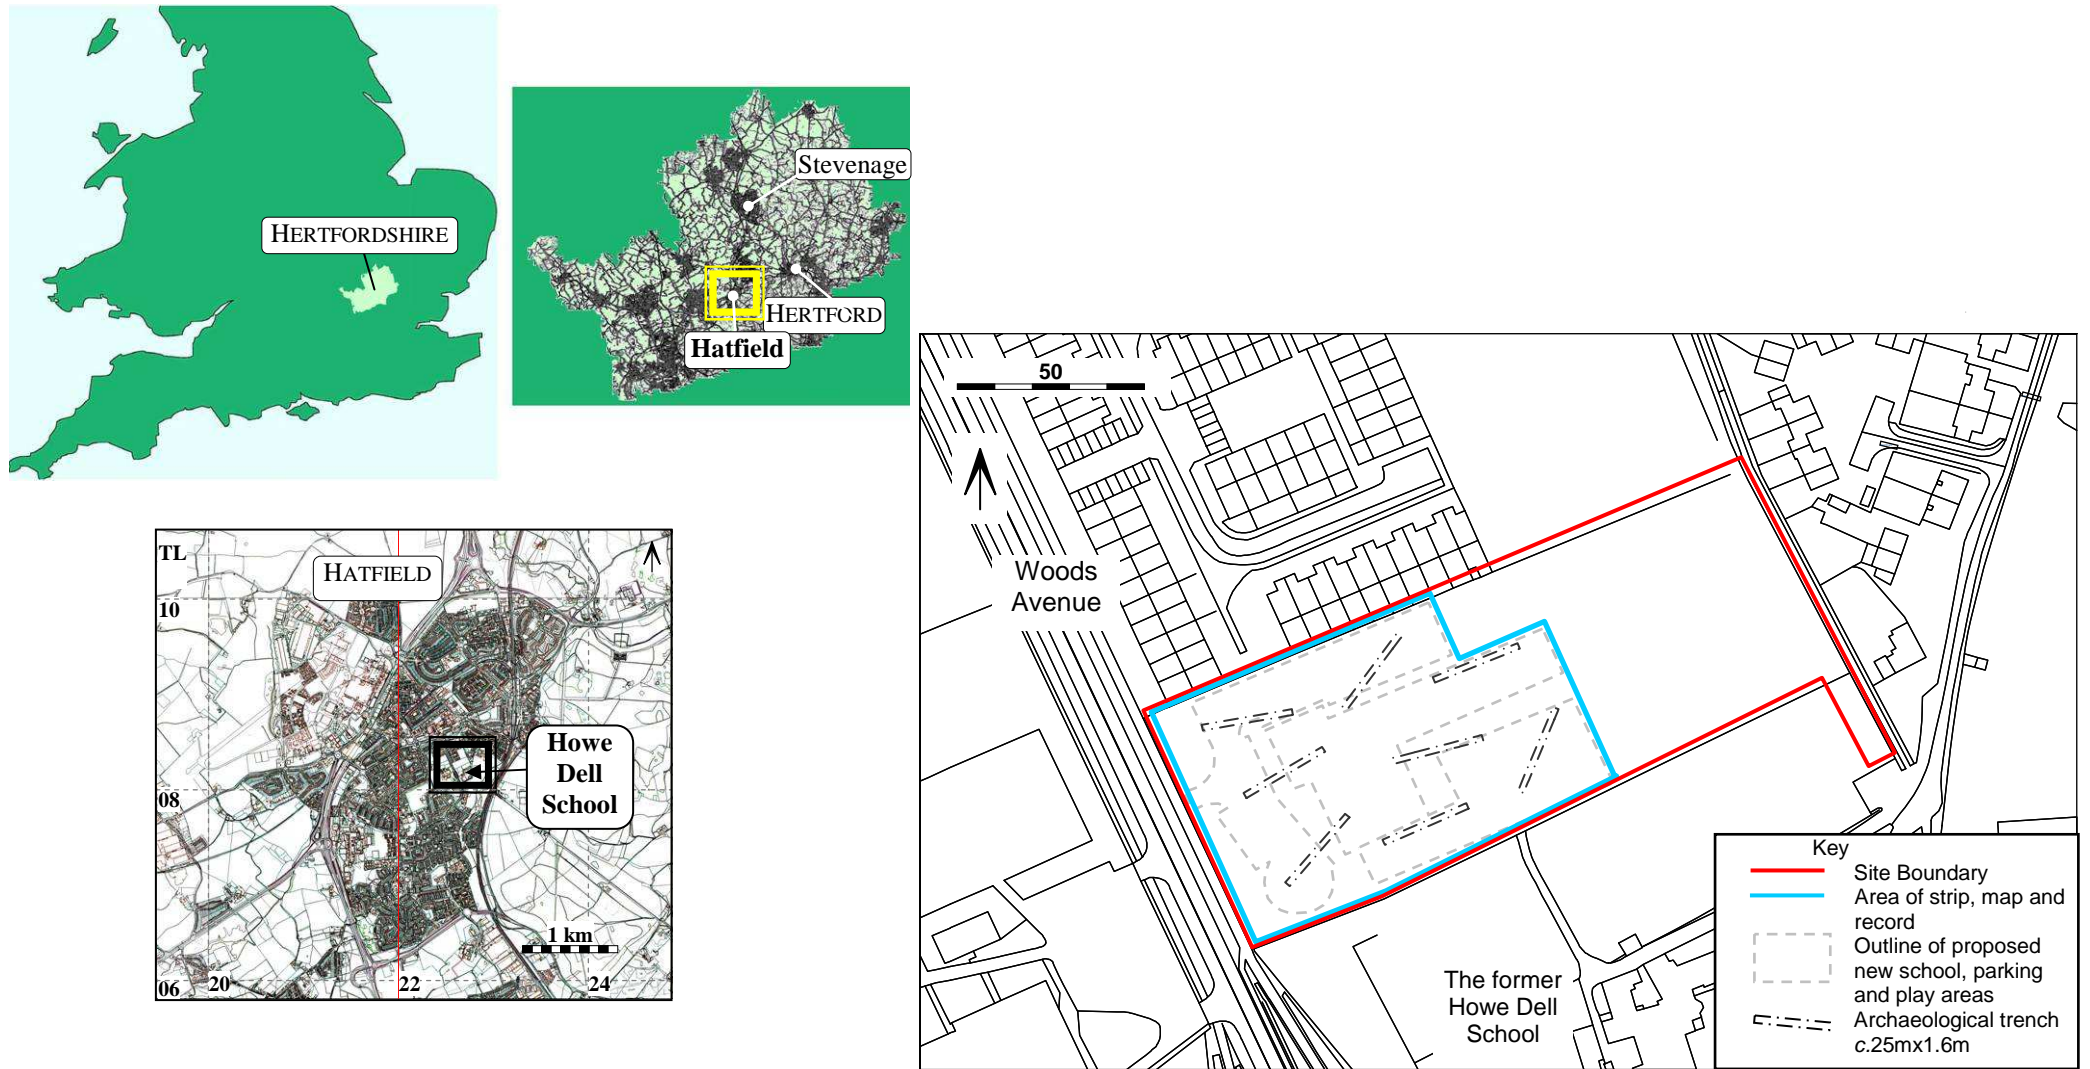 HERTFORDSHIRE
Stevenage
HERTFORD
Hatfield
TL
HATFIELD
10
08
06
20
22
24
Howe
Dell
School
1 km
50
Woods
Avenue
The former
Howe Dell
School
Key
Site Boundary
Area of strip, map and
record
Outline of proposed
new school, parking
and play areas
Archaeological trench
c.25mx1.6m